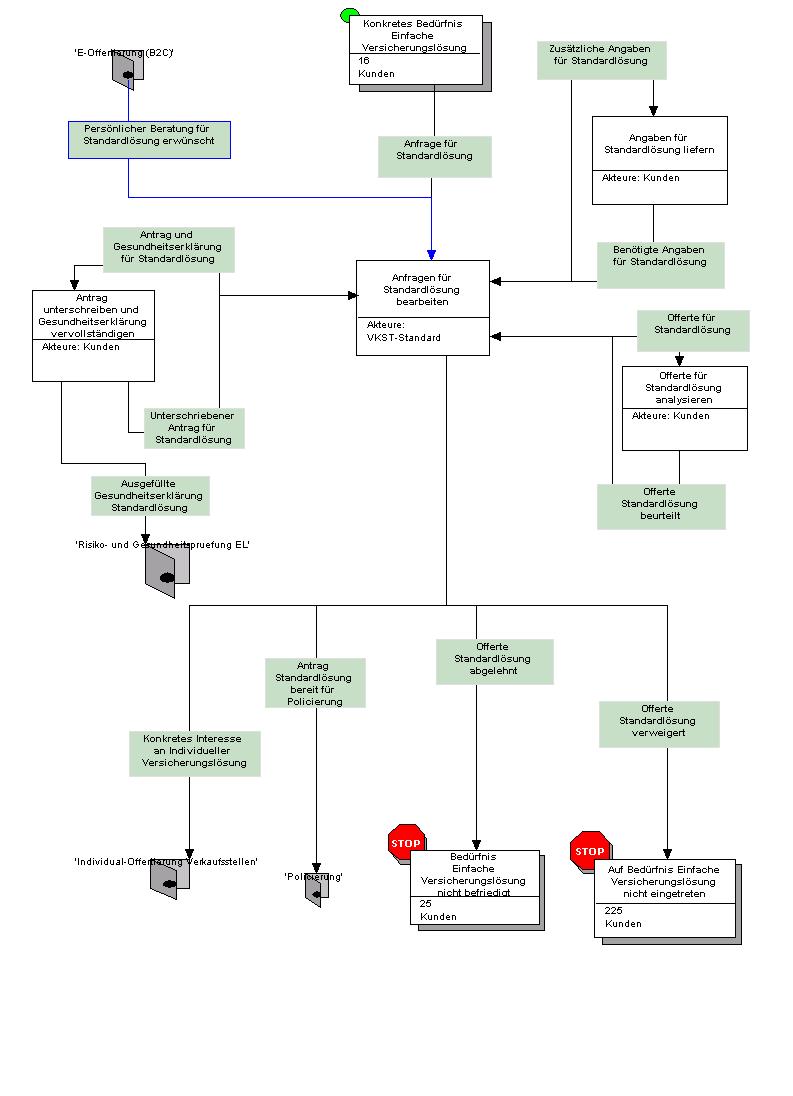 Konkretes Bedürfnis
Einfache
Versicherungslösung
16
Kunden
'E-Offertierung (B2C)'
Zusätzliche Angaben
für Standardlösung
Persönlicher Beratung für
Standardlösung erwünscht
Anfrage für
Standardlösung
Angaben für
Standardlösung liefern
Akteure: Kunden
Antrag und
Gesundheitserklärung
für Standardlösung
Benötigte Angaben
für Standardlösung
Anfragen für
Standardlösung
bearbeiten
Akteure:
VKST-Standard
Antrag
unterschreiben und
Gesundheitserklärung
vervollständigen
Akteure: Kunden
Offerte für
Standardlösung
Offerte für
Standardlösung
analysieren
Akteure: Kunden
Unterschriebener
Antrag für
Standardlösung
Ausgefüllte
Gesundheitserklärung
Standardlösung
Offerte
Standardlösung
beurteilt
'Risiko- und Gesundheitspruefung EL'
Offerte
Standardlösung
abgelehnt
Antrag
Standardlösung
bereit für
Policierung
Offerte
Standardlösung
verweigert
Konkretes Interesse
an Individueller
Versicherungslösung
'Individual-Offertierung Verkaufsstellen'
'Policierung'
STOP
Bedürfnis
Einfache
Versicherungslösung
nicht befriedigt
25
Kunden
STOP
Auf Bedürfnis Einfache
Versicherungslösung
nicht eingetreten
225
Kunden